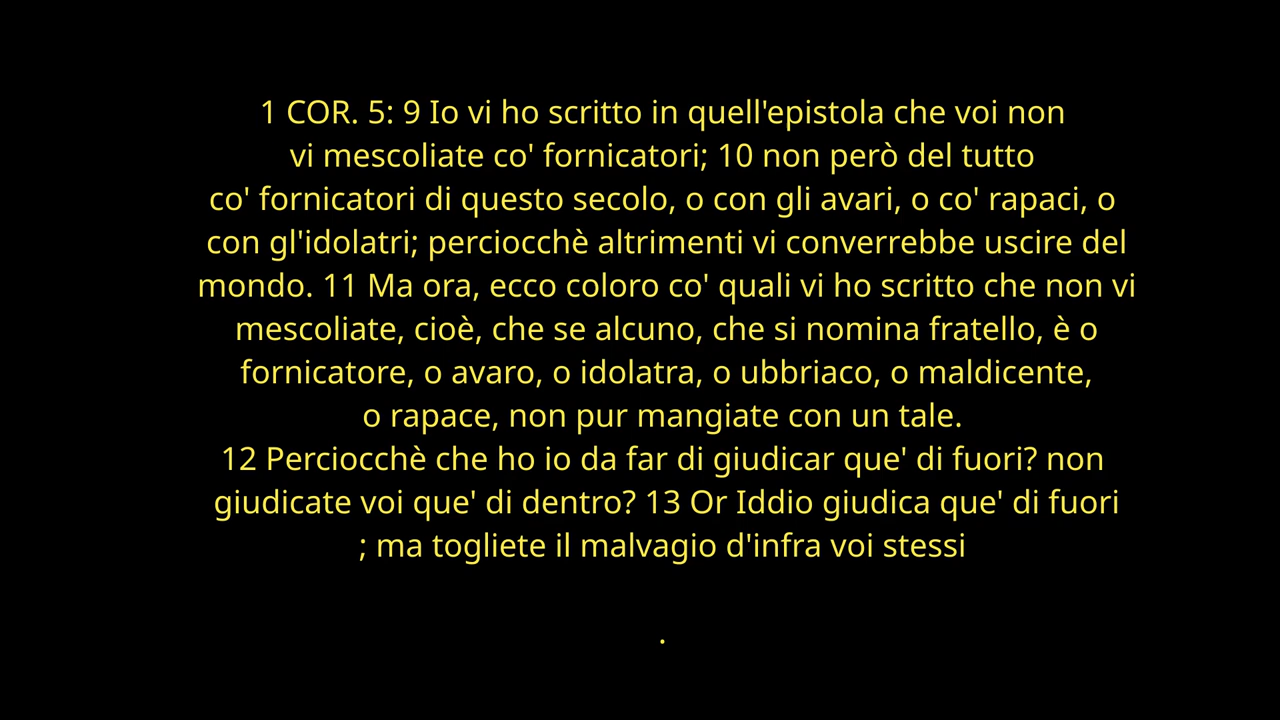 1 COR. 5: 9 Io vi ho scritto in quell'epistola che voi non
vi mescoliate co' fornicatori; 10 non però del tutto
co' fornicatori di questo secolo, o con gli avari, o co' rapaci, o
con gl'idolatri; perciocchè altrimenti vi converrebbe uscire del
mondo. 11 Ma ora, ecco coloro co' quali vi ho scritto che non vi
mescoliate, cioè, che se alcuno, che si nomina fratello, è o
fornicatore, o avaro, o idolatra, o ubbriaco, o maldicente,
o rapace, non pur mangiate con un tale.
12 Perciocchè che ho io da far di giudicar que' di fuori? non
giudicate voi que' di dentro? 13 Or Iddio giudica que' di fuori
; ma togliete il malvagio d'infra voi stessi
.